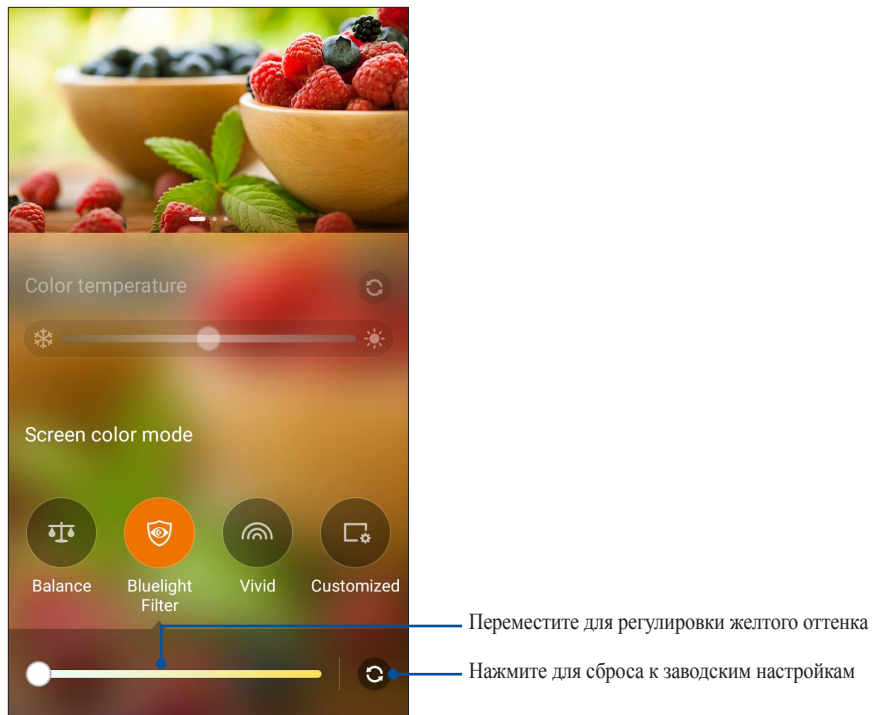 Color temperature
Screen color mode
Balance
Bluelight
Filter
Vivid
Customized
Переместите для регулировки желтого оттенка
Нажмите для сброса к заводским настройкам